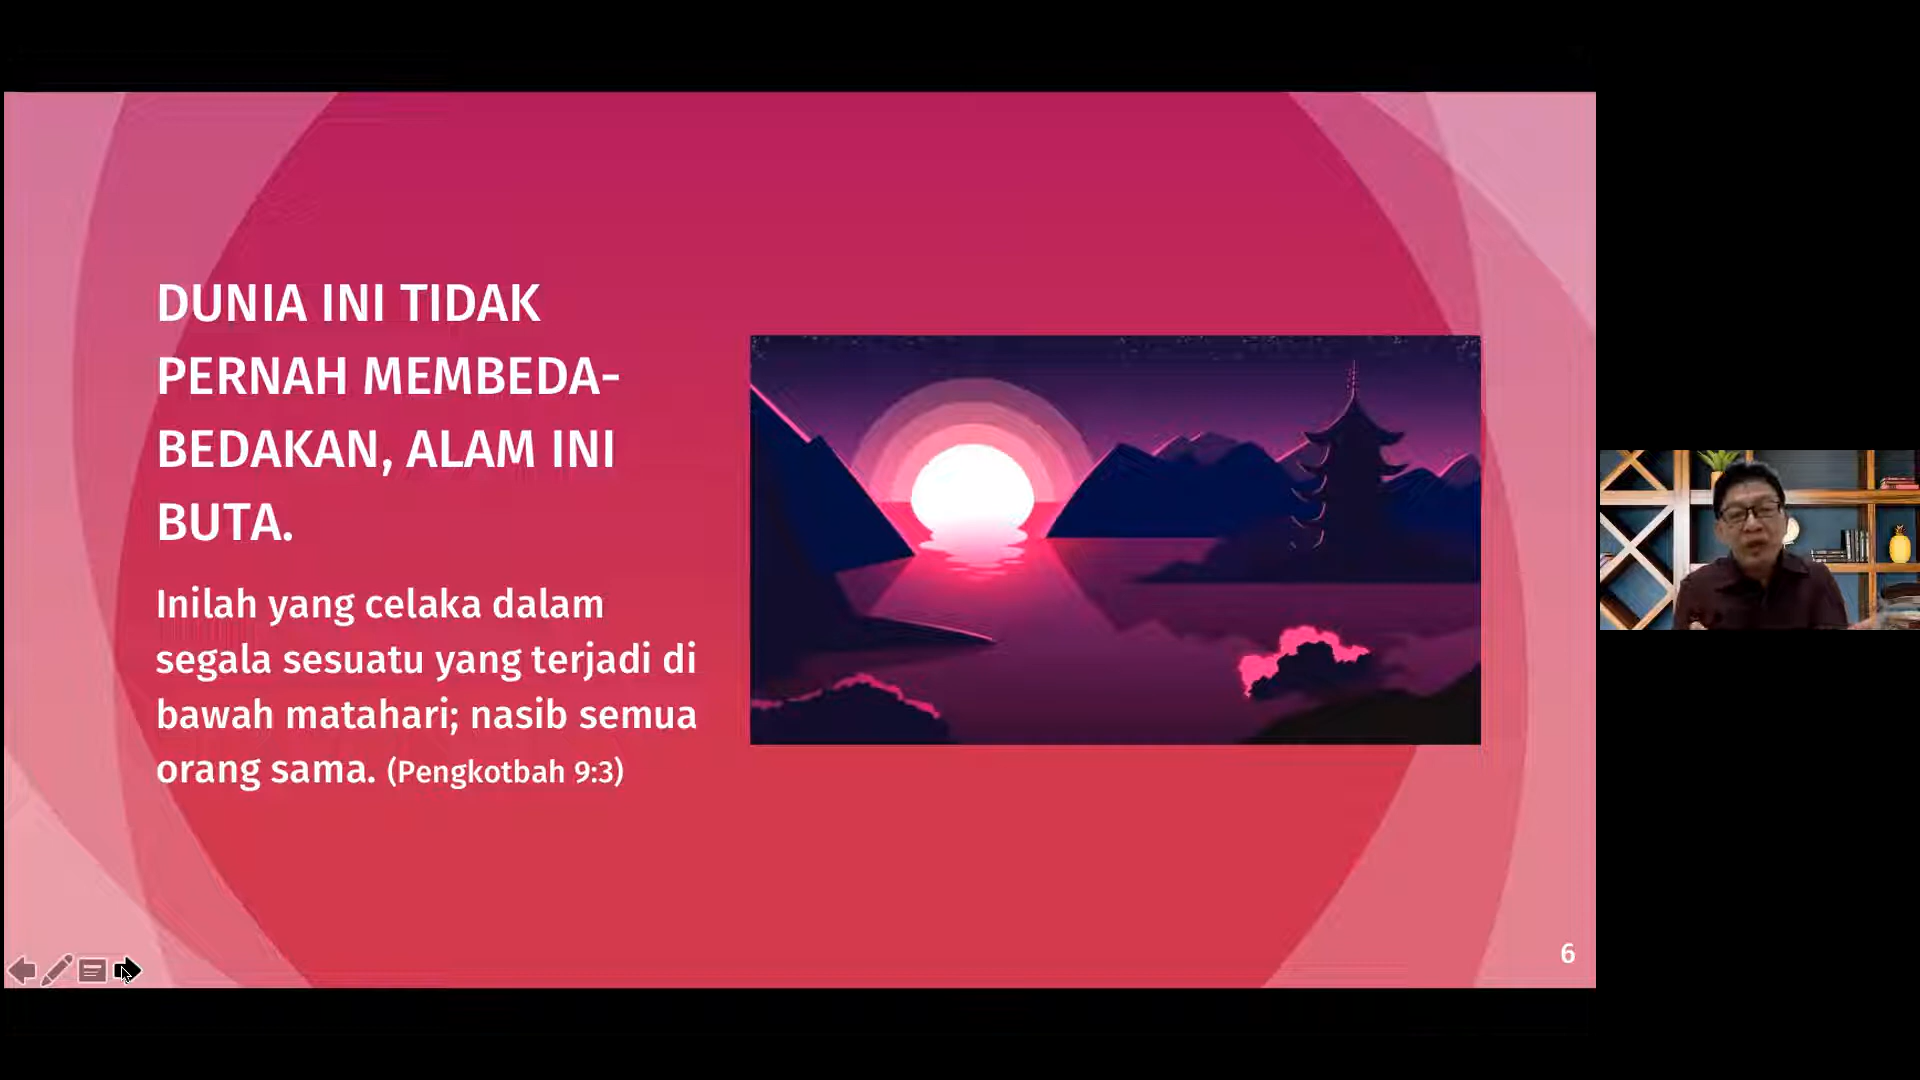 DUNIA INI TIDAK
PERNAH MEMBEDA-
BEDAKAN, ALAM INI
BUTA.
Inilah yang celaka dalam
segala sesuatu yang terjadi di
bawah matahari; nasib semua
orang sama. (Pengkotbah 9:3)
6